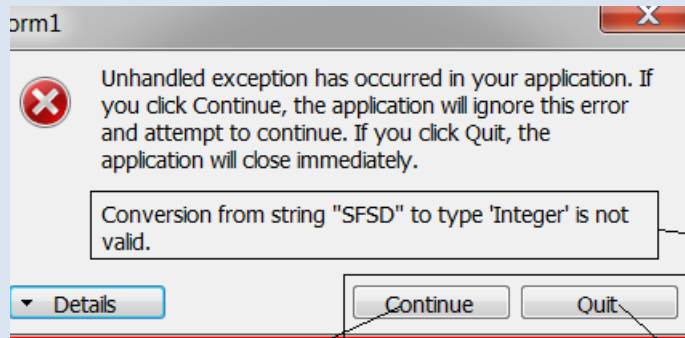 orm1
X
Unhandled exception has occurred in your application. If
you click Continue, the application will ignore this error
and attempt to continue. If you click Quit, the
application will close immediately.
Conversion from string "SFSD" to type 'Integer' is not
valid.
Details Continue Quit